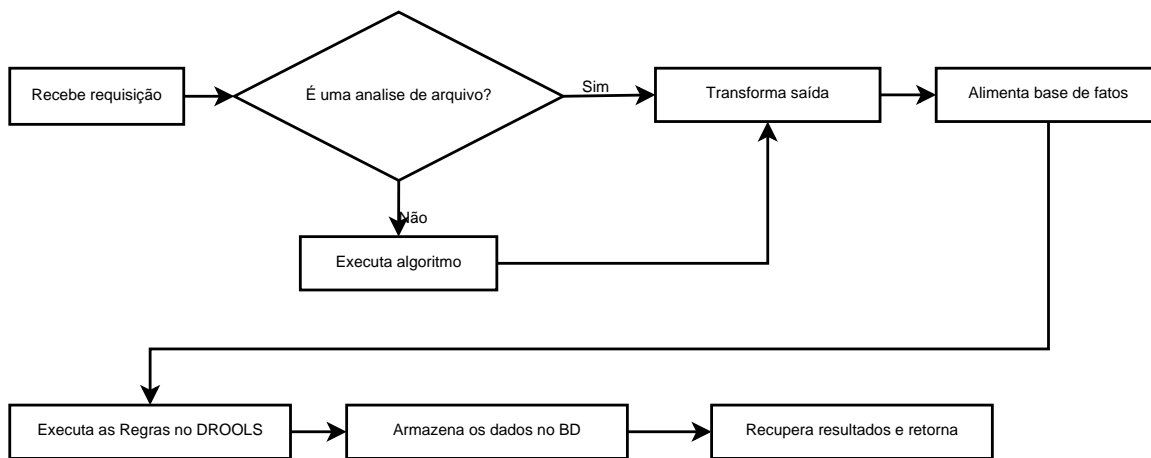 Recebe requisição
É uma analise de arquivo?
Sim
Transforma saída
Alimenta base de fatos
Não
Executa algoritmo
Executa as Regras no DROOLS
Armazena os dados no BD
Recupera resultados e retorna